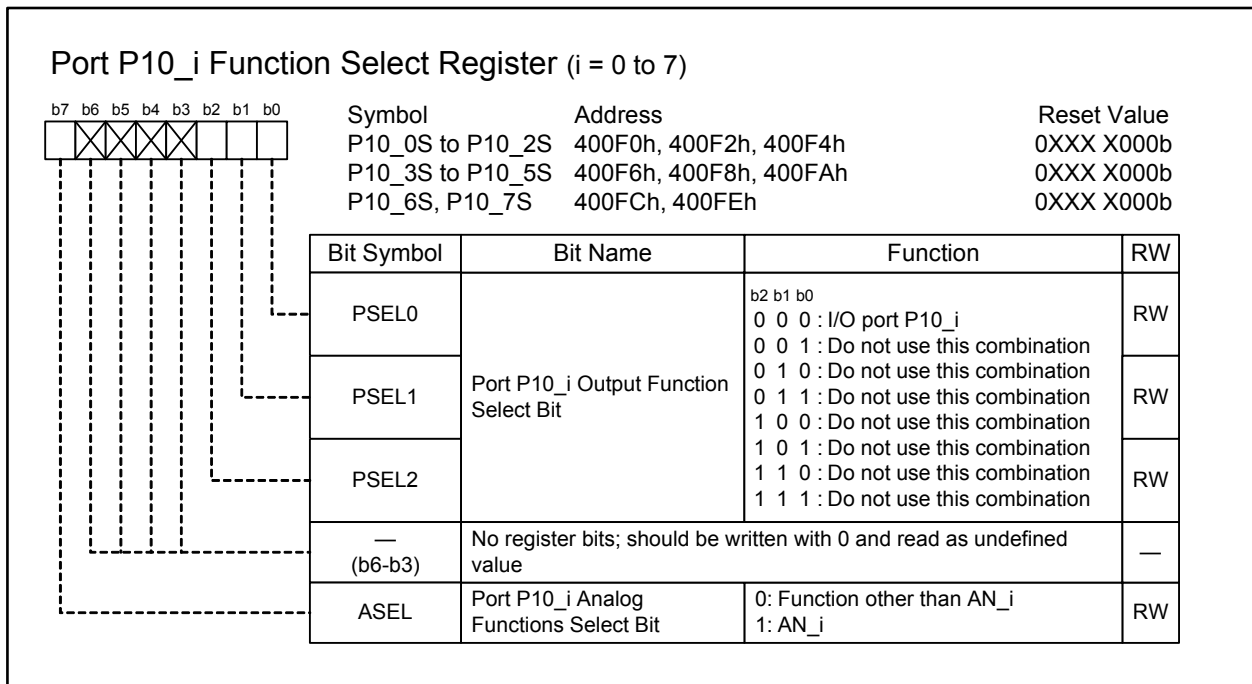 Port P10_i Function Select Register (i = 0 to 7)
b7 b6 b5 b4 b3 b2 b1 b0
Symbol Address Reset Value
P10_0S to P10_2S 400F0h, 400F2h, 400F4h 0XXX X000b
P10_3S to P10_5S 400F6h, 400F8h, 400FAh 0XXX X000b
P10_6S, P10_7S 400FCh, 400FEh 0XXX X000b
Bit Symbol Bit Name Function RW
PSEL0
PSEL1
PSEL2
Port P10_i Output Function
Select Bit
b2 b1 b0
0 0 0 : I/O port P10_i
0 0 1 : Do not use this combination
0 1 0 : Do not use this combination
0 1 1 : Do not use this combination
1 0 0 : Do not use this combination
1 0 1 : Do not use this combination
1 1 0 : Do not use this combination
1 1 1 : Do not use this combination
RW
RW
RW
—
(b6-b3)
No register bits; should be written with 0 and read as undefined
value
—
ASEL
Port P10_i Analog
Functions Select Bit
0: Function other than AN_i
1: AN_i
RW